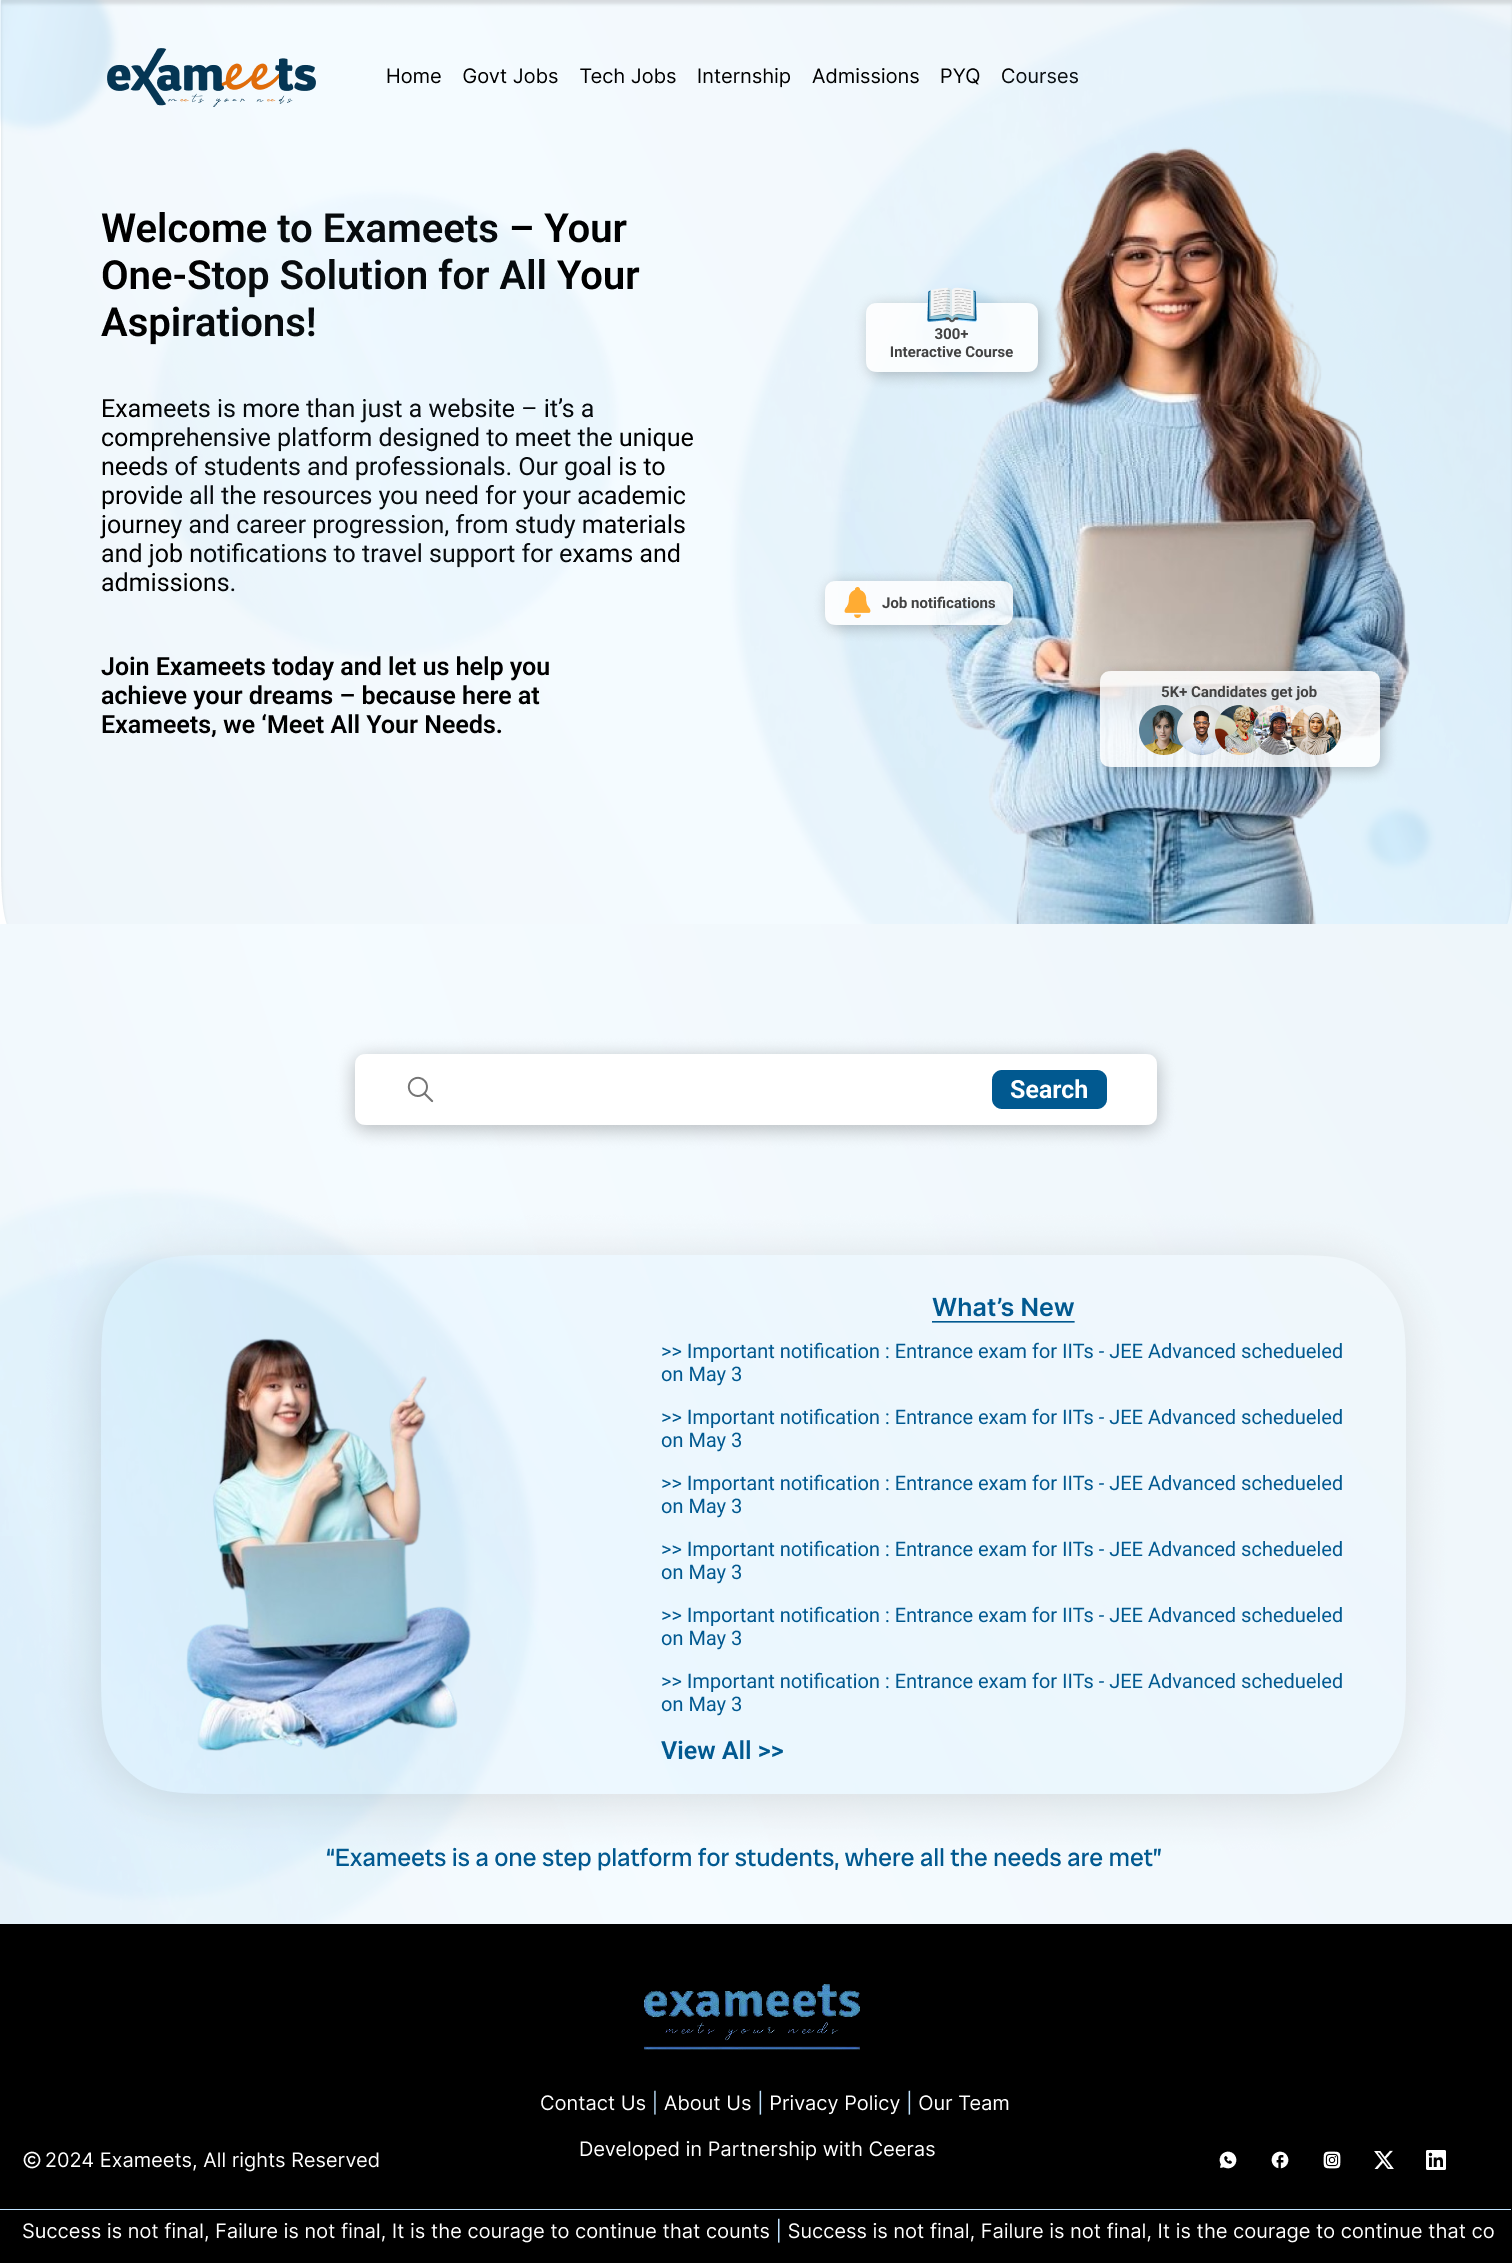 exameets
meets your needs
Home Govt Jobs Tech Jobs Internship Admissions PYQ Courses
Welcome to Exameets – Your
One-Stop Solution for All Your
Aspirations!
Exameets is more than just a website – it’s a
comprehensive platform designed to meet the unique
needs of students and professionals. Our goal is to
provide all the resources you need for your academic
journey and career progression, from study materials
and job notifications to travel support for exams and
admissions.
Join Exameets today and let us help you
achieve your dreams – because here at
Exameets, we ‘Meet All Your Needs.
300+
Interactive Course
Job notifications
5K+ Candidates get job
Search
What’s New
>> Important notification : Entrance exam for IITs - JEE Advanced schedueled
on May 3
>> Important notification : Entrance exam for IITs - JEE Advanced schedueled
on May 3
>> Important notification : Entrance exam for IITs - JEE Advanced schedueled
on May 3
>> Important notification : Entrance exam for IITs - JEE Advanced schedueled
on May 3
>> Important notification : Entrance exam for IITs - JEE Advanced schedueled
on May 3
>> Important notification : Entrance exam for IITs - JEE Advanced schedueled
on May 3
View All >>
“Exameets is a one step platform for students, where all the needs are met”
exameets
meets your needs
Contact Us | About Us | Privacy Policy | Our Team
Developed in Partnership with Ceeras
© 2024 Exameets, All rights Reserved
Success is not final, Failure is not final, It is the courage to continue that counts | Success is not final, Failure is not final, It is the courage to continue that co